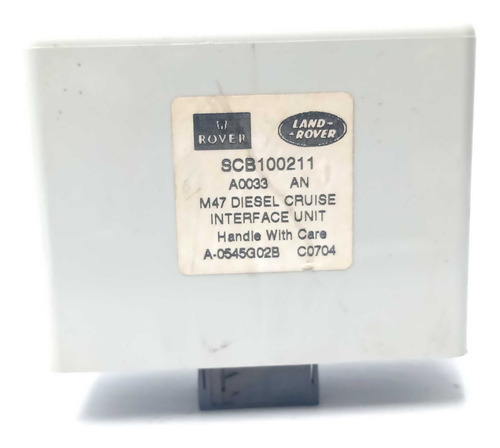 ROVER
LAND-
-ROVER
SCB100211
A0033 AN
M47 DIESEL CRUISE
INTERFACE UNIT
Handle With Care
A-0545G02B C0704